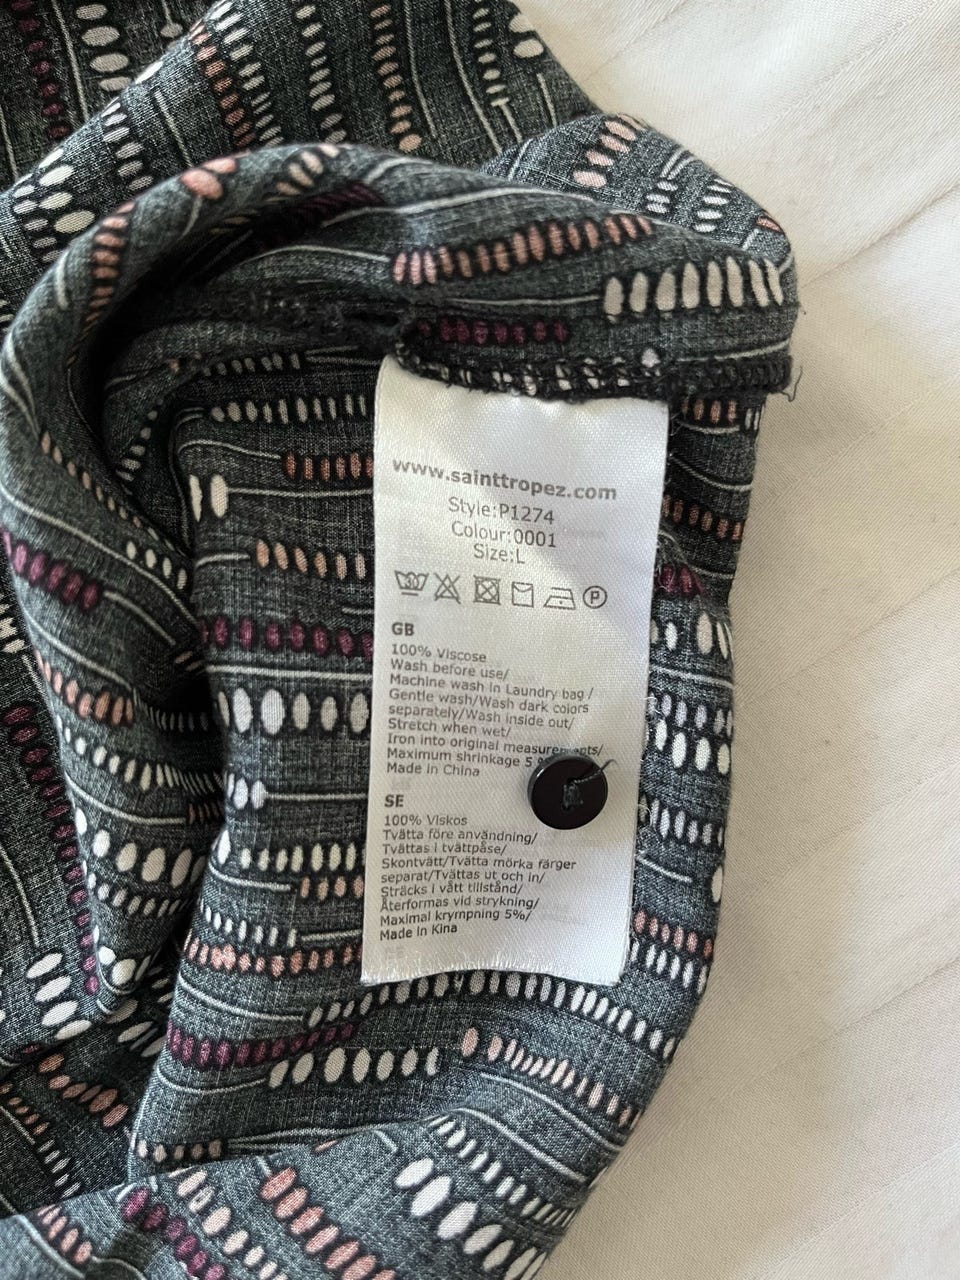 www.sainttropez.com
Style:P1274
Colour:0001
Size:L
P
GB
100% Viscose
Wash before use/
Machine wash in Laundry bag /
Gentle wash/Wash dark colors
separately/Wash inside out/
Stretch when wet/
Iron into original
Maximum shrinkage 5
Made in China
SE
100% Viskos
Tvätta före användning/
Tvättas i tvättpåse/
Skontvätt/Tvätta mörka färger
separat/Tvättas ut och in/
Sträcks i vått tillstånd/
Återformas vid strykning/
Maximal krympning 5%/
Made in Kina